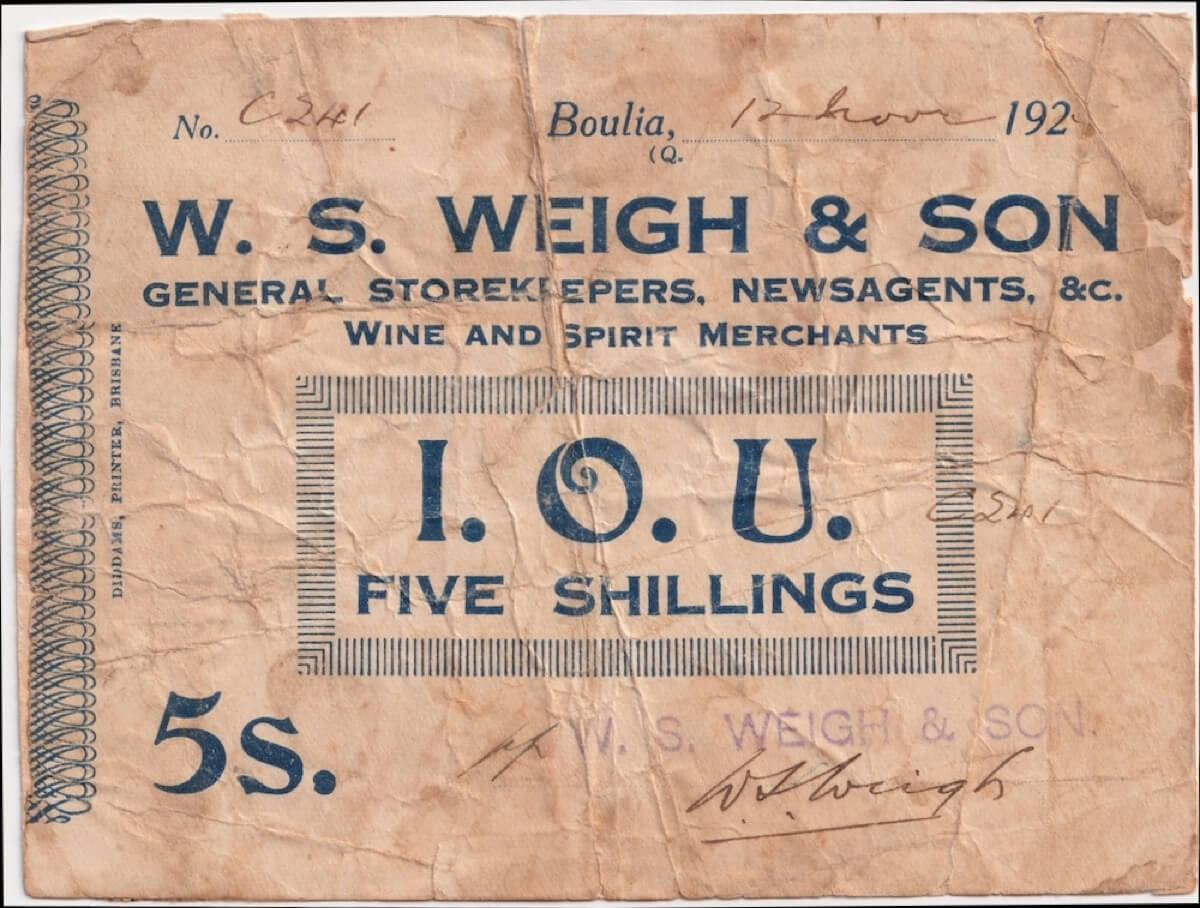 No. C241 Boulia, 12 Nov 192
(Q.
W. S. WEIGH & SON
GENERAL STOREKEEPERS, NEWSAGENTS, &C.
WINE AND SPIRIT MERCHANTS
I. O. U.
C241
FIVE SHILLINGS
5s.
pp W. S. WEIGH & SON.
W S Weigh
DIDDAMS, PRINTER, BRISBANE